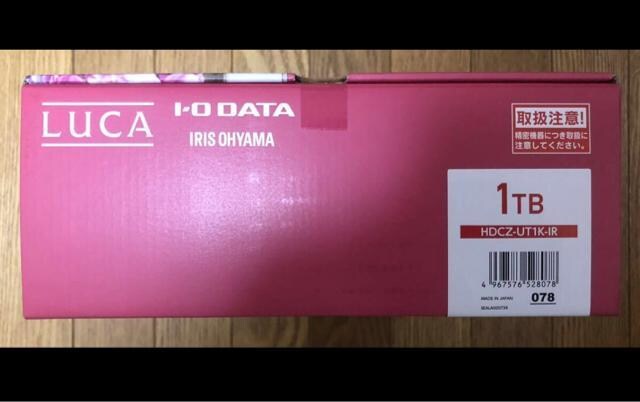 LUCA
I-O DATA
IRIS OHYAMA
取扱注意!
精密機器につき取扱に
注意してください。
1TB
HDCZ-UT1K-IR
4 967576 528078
MADE IN JAPAN
078